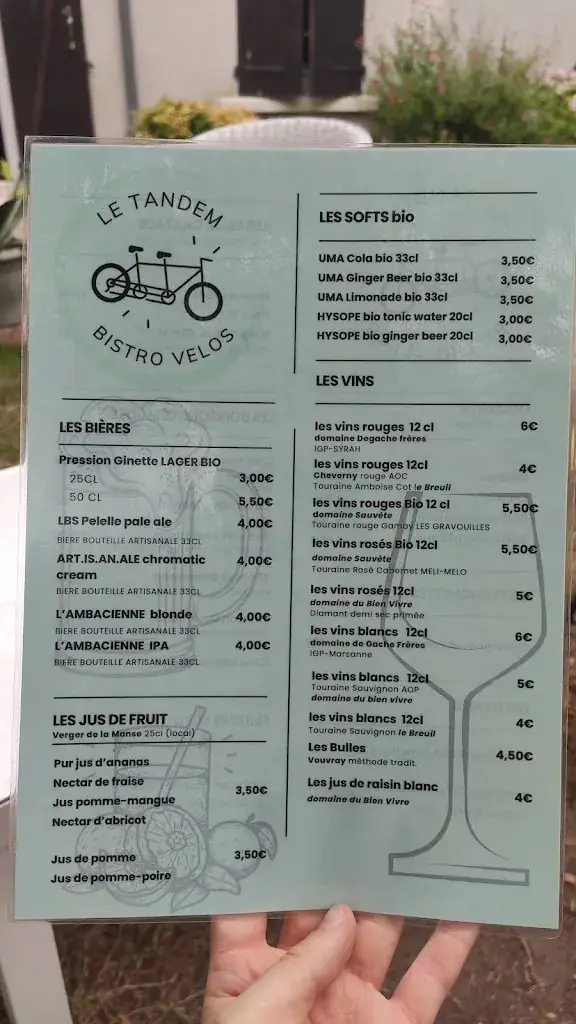 LE TANDEM
BISTRO VELOS
LES BIÈRES
Pression Ginette LAGER BIO
25CL 3,00€
50 CL 5,50€
LBS Pelelle pale ale 4,00€
BIERE BOUTEILLE ARTISANALE 33CL
ART.IS.AN.ALE chromatic 4,00€
cream
BIERE BOUTEILLE ARTISANALE 33CL
L'AMBACIENNE blonde 4,00€
BIERE BOUTEILLE ARTISANALE 33CL
L'AMBACIENNE IPA 4,00€
BIERE BOUTEILLE ARTISANALE 33CL
LES JUS DE FRUIT
Verger de la Manse 25cl (local)
Pur jus d'ananas
Nectar de fraise
3,50€
Jus pomme-mangue
Nectar d'abricot
Jus de pomme 3,50€
Jus de pomme-poire
LES SOFTS bio
UMA Cola bio 33cl 3,50€
UMA Ginger Beer bio 33cl 3,50€
UMA Limonade bio 33cl 3,50€
HYSOPE bio tonic water 20cl 3,00€
HYSOPE bio ginger beer 20cl 3,00€
LES VINS
les vins rouges 12 cl 6€
domaine Degache frères
IGP-SYRAH
les vins rouges 12cl 4€
Cheverny rouge AOC
Touraine Amboise Cot le Breuil
les vins rouges Bio 12 cl 5,50€
domaine Sauvète
Touraine rouge Gamay LES GRAVOUILLES
les vins rosés Bio 12cl 5,50€
domaine Sauvète
Touraine Rosé Cabernet MELI-MELO
les vins rosés 12cl 5€
domaine du Bien Vivre
Diamant demi sec primée
les vins blancs 12cl 6€
domaine de Gache Frères
IGP-Marsanne
les vins blancs 12cl 5€
Touraine Sauvignon AOP
domaine du bien vivre
les vins blancs 12cl 4€
Touraine Sauvignon le Breuil
Les Bulles 4,50€
Vouvray méthode tradit.
Les jus de raisin blanc 4€
domaine du Bien Vivre